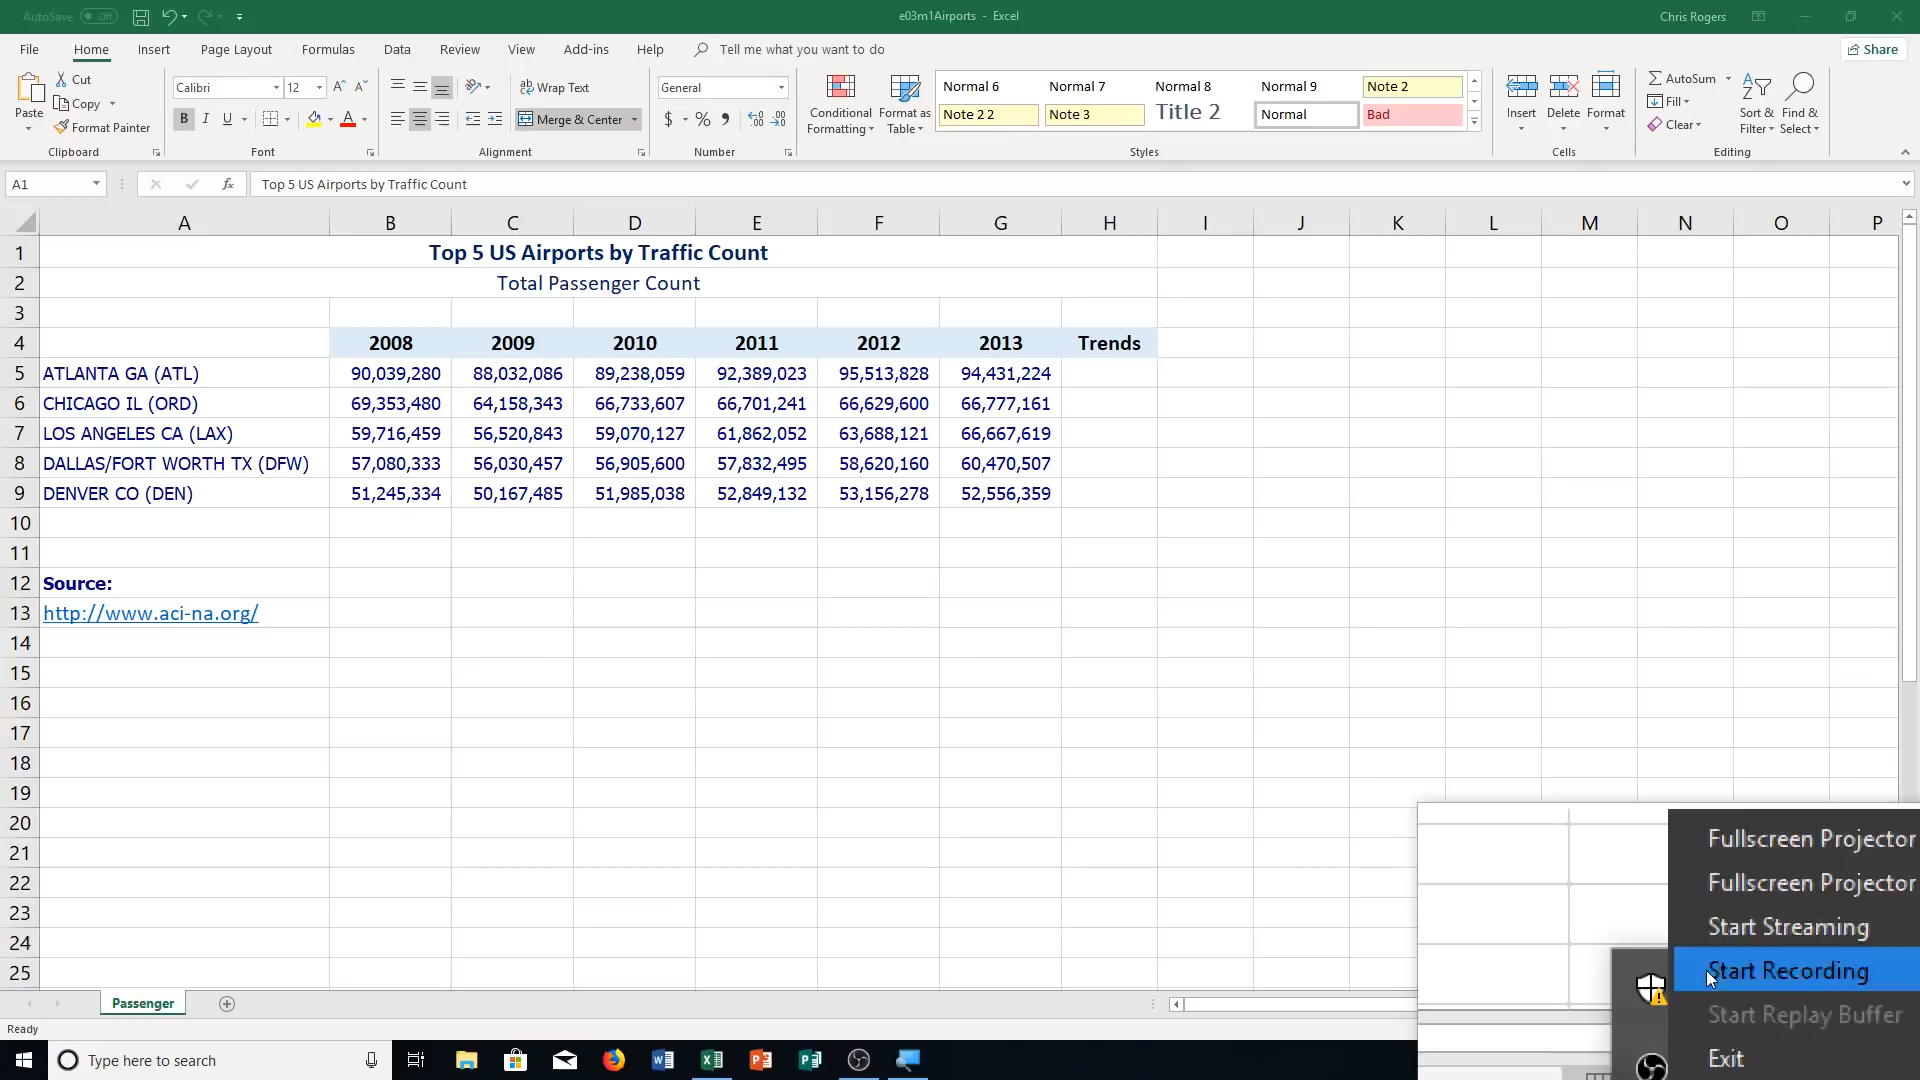 AutoSave Off
e03m1Airports - Excel
Chris Rogers
File Home Insert Draw Page Layout Formulas Data Review View Add-ins Help Tell me what you want to do Share
Paste
Cut
Copy
Format Painter
Clipboard
Calibri 12
B I U
Font
Wrap Text
Merge & Center
Alignment
General
$ % ,
Number
Conditional Formatting
Format as Table
Normal 6 Normal 7 Normal 8 Normal 9 Note 2
Note 2 2 Note 3 Title 2 Normal Bad
Styles
Insert Delete Format
Cells
AutoSum
Fill
Clear
Sort & Filter
Find & Select
Editing
A1
fx Top 5 US Airports by Traffic Count
A B C D E F G H I J K L M N O P
1 Top 5 US Airports by Traffic Count
2 Total Passenger Count
3
4 2008 2009 2010 2011 2012 2013 Trends
5 ATLANTA GA (ATL) 90,039,280 88,032,086 89,238,059 92,389,023 95,513,828 94,431,224
6 CHICAGO IL (ORD) 69,353,480 64,158,343 66,733,607 66,701,241 66,629,600 66,777,161
7 LOS ANGELES CA (LAX) 59,716,459 56,520,843 59,070,127 61,862,052 63,688,121 66,667,619
8 DALLAS/FORT WORTH TX (DFW) 57,080,333 56,030,457 56,905,600 57,832,495 58,620,160 60,470,507
9 DENVER CO (DEN) 51,245,334 50,167,485 51,985,038 52,849,132 53,156,278 52,556,359
10
11
12 Source:
13 http://www.aci-na.org/
14
15
16
17
18
19
20
21
22
23
24
25
Fullscreen Projector
Fullscreen Projector
Start Streaming
Start Recording
Start Replay Buffer
Exit
Passenger
Ready
Type here to search